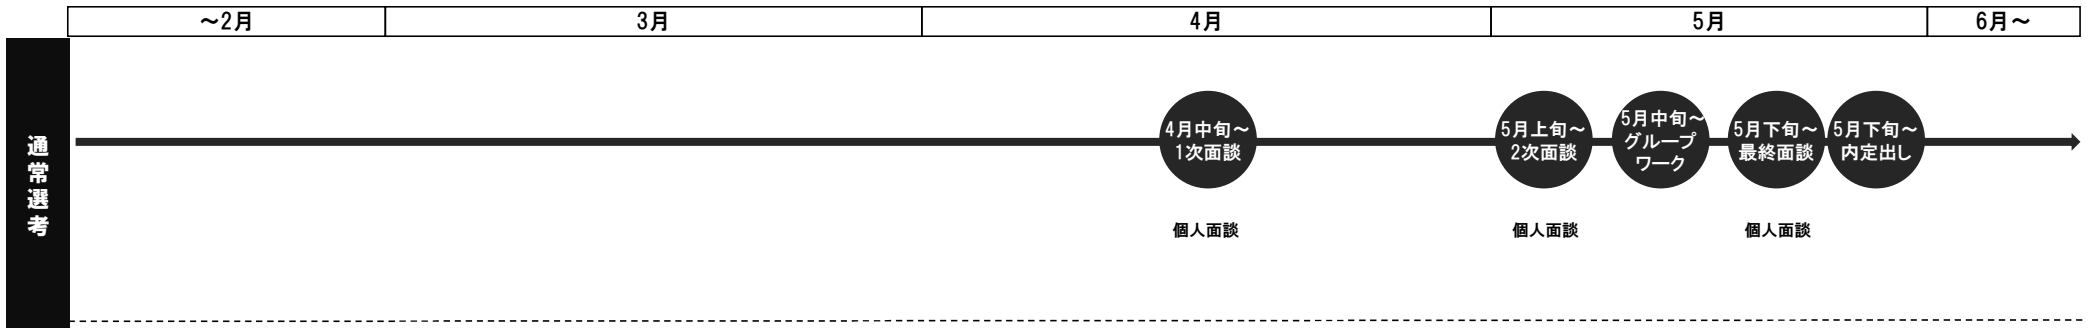 ～2月
3月
4月
5月
6月～
通常選考
4月中旬～
1次面談
5月上旬～
2次面談
5月中旬～
グループ
ワーク
5月下旬～
最終面談
5月下旬～
内定出し
個人面談
個人面談
個人面談